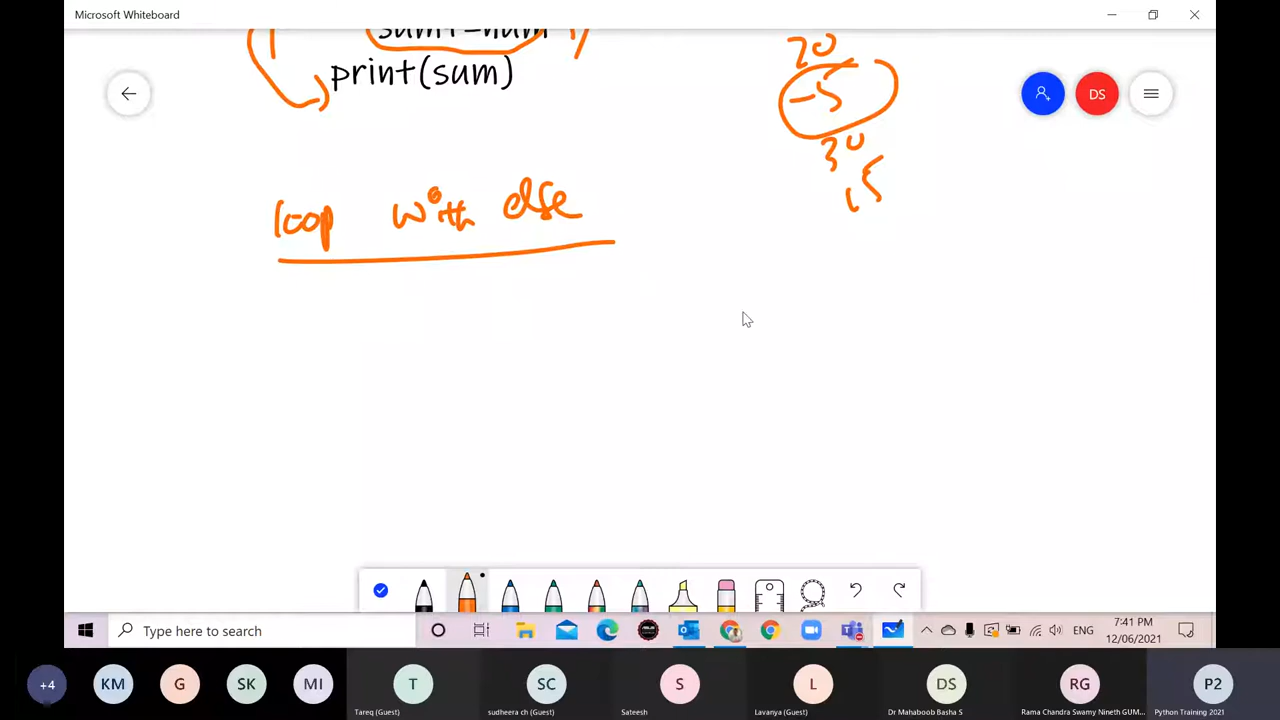 Microsoft Whiteboard
sum+=num
print(sum)
20
-5
30
15
DS
loop with else
Type here to search
ENG
7:41 PM
12/06/2021
+4
KM
G
SK
MI
T
Tareq (Guest)
SC
sudheera ch (Guest)
S
Sateesh
L
Lavanya (Guest)
DS
Dr Mahaboob Basha S
RG
Rama Chandra Swamy Nineth GUM...
P2
Python Training 2021